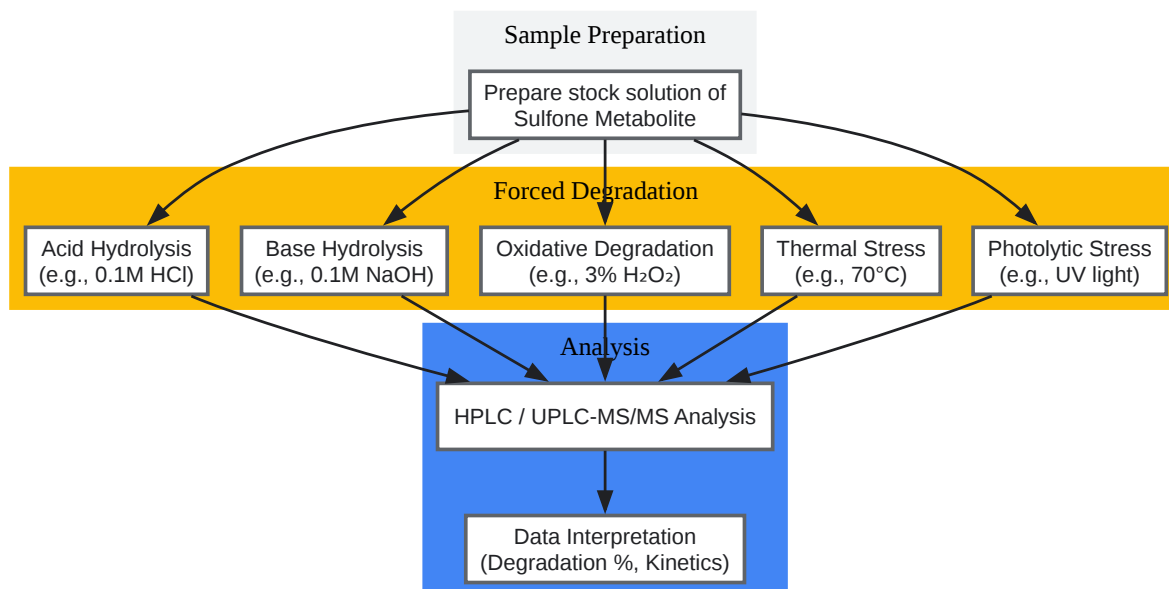 Sample Preparation
Prepare stock solution of
Sulfone Metabolite
Forced Degradation
Acid Hydrolysis
(e.g., 0.1M HCl)
Base Hydrolysis
(e.g., 0.1M NaOH)
Oxidative Degradation
(e.g., 3% H₂O₂)
Thermal Stress
(e.g., 70°C)
Photolytic Stress
(e.g., UV light)
Analysis
HPLC / UPLC-MS/MS Analysis
Data Interpretation
(Degradation %, Kinetics)